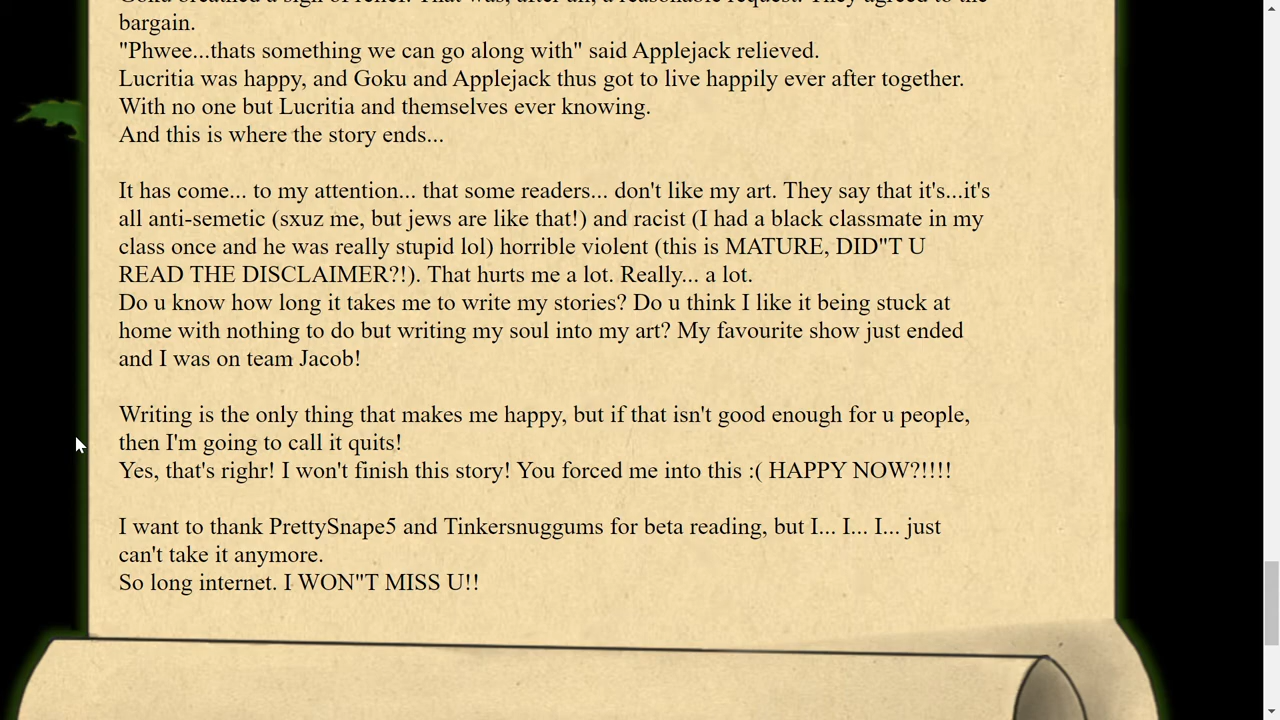 bargain.
"Phwee...thats something we can go along with" said Applejack relieved.
Lucritia was happy, and Goku and Applejack thus got to live happily ever after together.
With no one but Lucritia and themselves ever knowing.
And this is where the story ends...
It has come... to my attention... that some readers... don't like my art. They say that it's...it's
all anti-semetic (sxuz me, but jews are like that!) and racist (I had a black classmate in my
class once and he was really stupid lol) horrible violent (this is MATURE, DID"T U
READ THE DISCLAIMER?!). That hurts me a lot. Really... a lot.
Do u know how long it takes me to write my stories? Do u think I like it being stuck at
home with nothing to do but writing my soul into my art? My favourite show just ended
and I was on team Jacob!
Writing is the only thing that makes me happy, but if that isn't good enough for u people,
then I'm going to call it quits!
Yes, that's righr! I won't finish this story! You forced me into this :( HAPPY NOW?!!!!
I want to thank PrettySnape5 and Tinkersnuggums for beta reading, but I... I... I... just
can't take it anymore.
So long internet. I WON"T MISS U!!